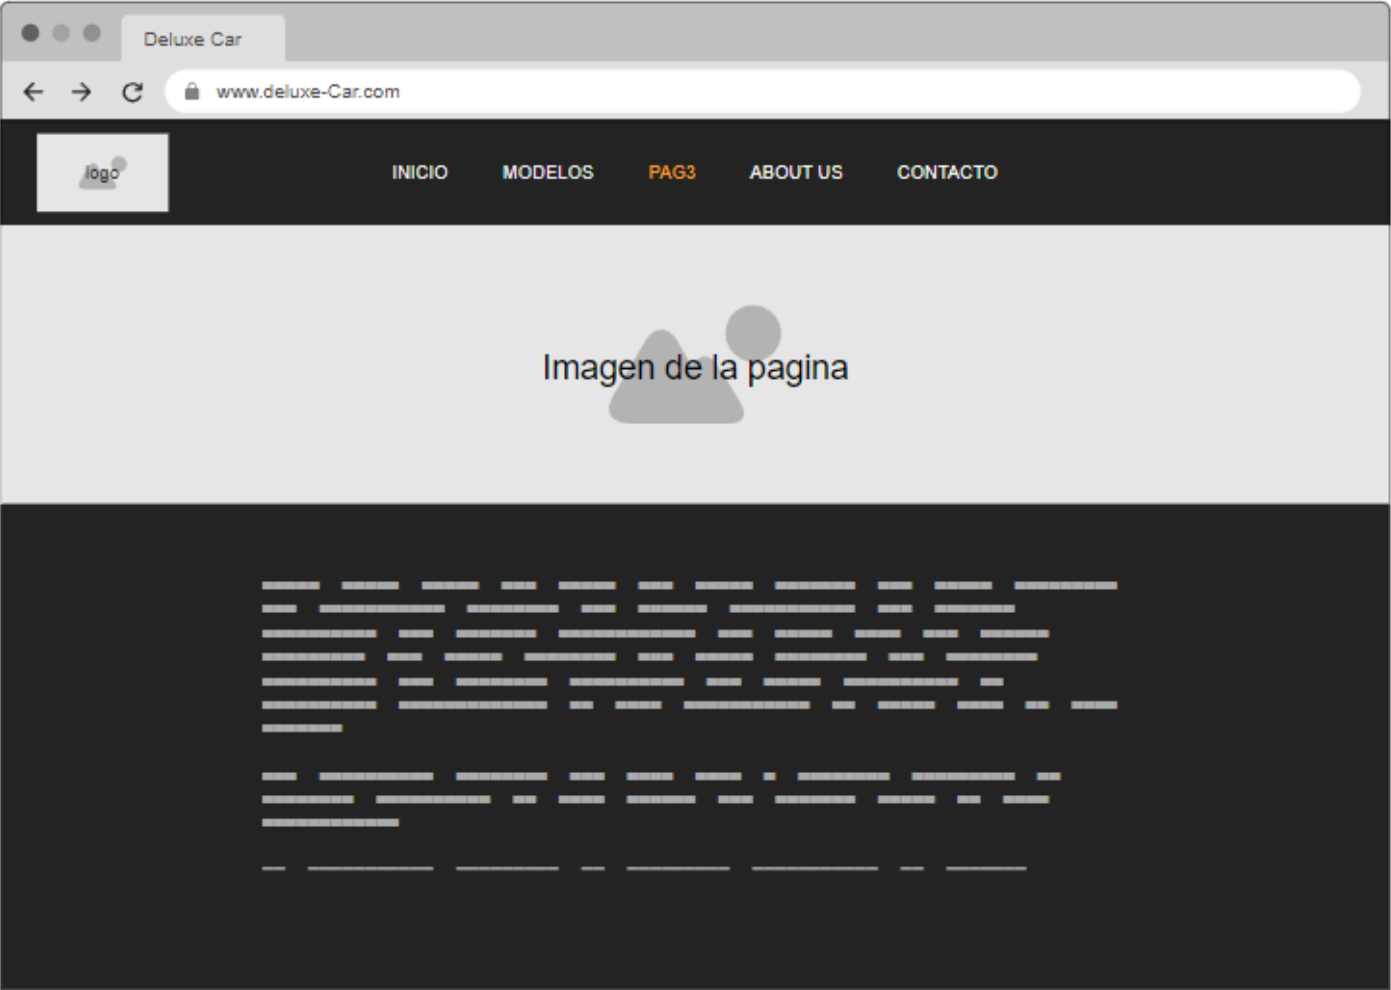 Deluxe Car
www.deluxe-Car.com
logo
INICIO MODELOS PAG3 ABOUT US CONTACTO
Imagen de la pagina